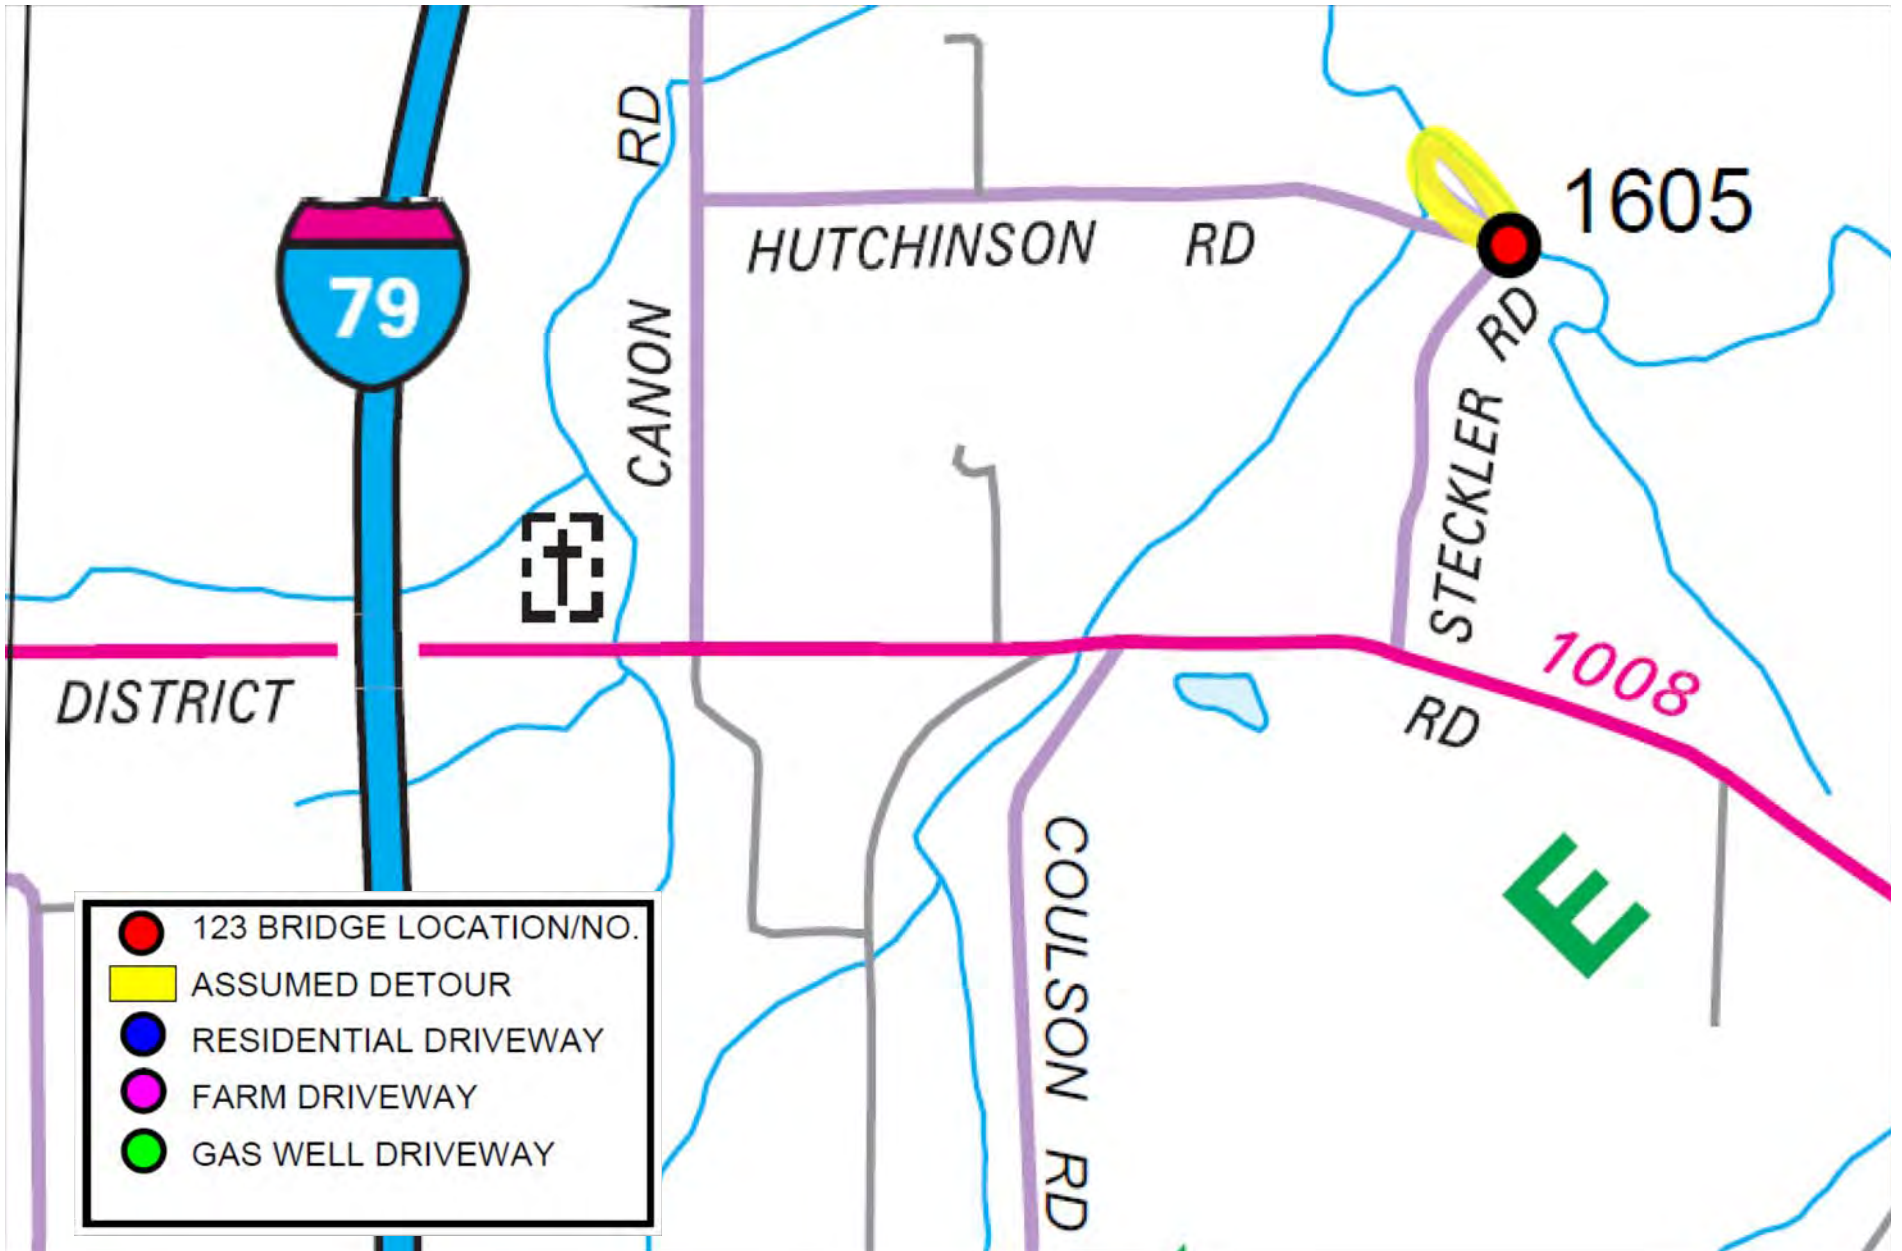 RD
1605
HUTCHINSON RD
79
CANON
RD
STECKLER
1008
DISTRICT
RD
E
COULSON RD
123 BRIDGE LOCATION/NO.
ASSUMED DETOUR
RESIDENTIAL DRIVEWAY
FARM DRIVEWAY
GAS WELL DRIVEWAY